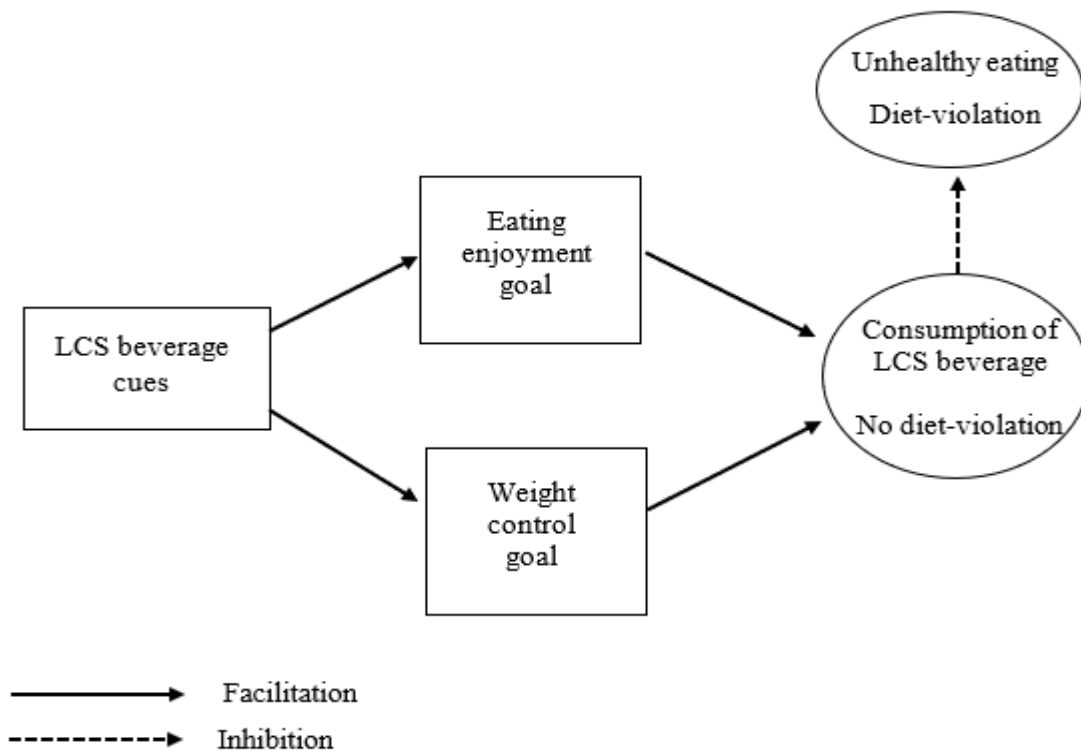 Unhealthy eating
Diet-violation
Eating
enjoyment
goal
LCS beverage
cues
Consumption of
LCS beverage
No diet-violation
Weight
control
goal
Facilitation
Inhibition